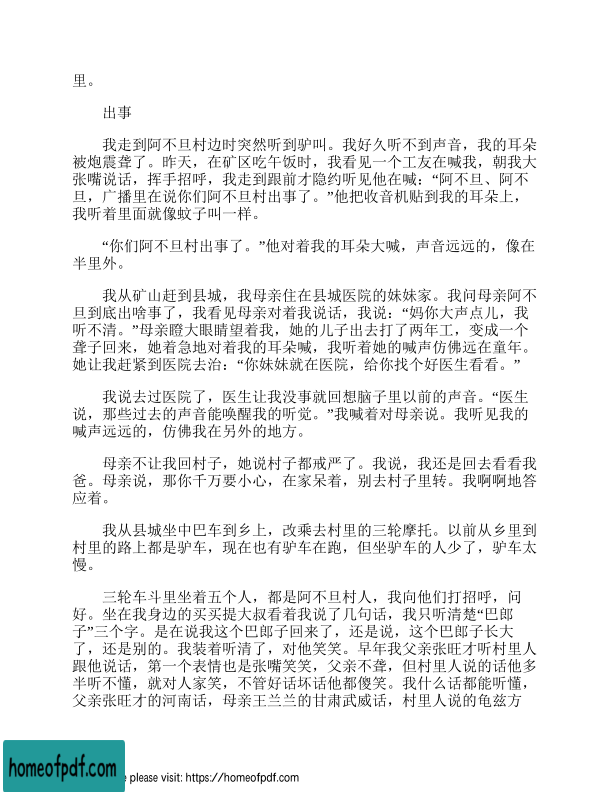 里。
出事
我走到阿不旦村边时突然听到驴叫。我好久听不到声音，我的耳朵
被炮震聋了。昨天，在矿区吃午饭时，我看见一个工友在喊我，朝我大
张嘴说话，挥手招呼，我走到跟前才隐约听见他在喊：“阿不旦、阿不
旦，广播里在说你们阿不旦村出事了。”他把收音机贴到我的耳朵上，
我听着里面就像蚊子叫一样。
“你们阿不旦村出事了。”他对着我的耳朵大喊，声音远远的，像在
半里外。
我从矿山赶到县城，我母亲住在县城医院的妹妹家。我问母亲阿不
旦到底出啥事了，我看见母亲对着我说话，我说：“妈你大声点儿，我
听不清。”母亲瞪大眼睛望着我，她的儿子出去打了两年工，变成一个
聋子回来，她着急地对着我的耳朵喊，我听着她的喊声仿佛远在童年。
她让我赶紧到医院去治：“你妹妹就在医院，给你找个好医生看看。”
我说去过医院了，医生让我没事就回想脑子里以前的声音。“医生
说，那些过去的声音能唤醒我的听觉。”我喊着对母亲说。我听见我的
喊声远远的，仿佛我在另外的地方。
母亲不让我回村子，她说村子都戒严了。我说，我还是回去看看我
爸。母亲说，那你千万要小心，在家呆着，别去村子里转。我啊啊地答
应着。
我从县城坐中巴车到乡上，改乘去村里的三轮摩托。以前从乡里到
村里的路上都是驴车，现在也有驴车在跑，但坐驴车的人少了，驴车太
慢。
三轮车斗里坐着五个人，都是阿不旦村人，我向他们打招呼，问
好。坐在我身边的买买提大叔看着我说了几句话，我只听清楚“巴郎
子”三个字。是在说我这个巴郎子回来了，还是说，这个巴郎子长大
了，还是别的。我装着听清了，对他笑笑。早年我父亲张旺才听村里人
跟他说话，第一个表情也是张嘴笑笑，父亲不聋，但村里人说的话他多
半听不懂，就对人家笑，不管好话坏话他都傻笑。我什么话都能听懂，
父亲张旺才的河南话，母亲王兰兰的甘肃武威话，村里人说的龟兹方
homeofpdf.com
e please visit: https://homeofpdf.com